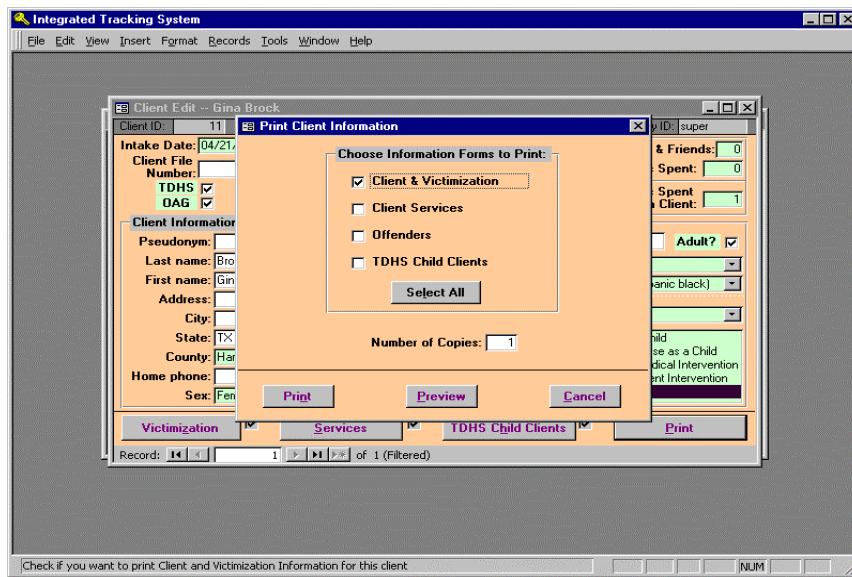 Integrated Tracking System
File Edit View Insert Format Records Tools Window Help
Client Edit -- Gina Brock
Client ID: 11
ID: super
Print Client Information
Intake Date: 04/21/
& Friends: 0
Client File Number:
Spent: 0
TDHS
Spent
OAG
Client: 1
Choose Information Forms to Print:
Client & Victimization
Client Services
Offenders
TDHS Child Clients
Select All
Number of Copies: 1
Print Preview Cancel
Client Information
Pseudonym:
Adult?
Last name: Bro
First name: Gin
anic black)
Address:
City:
State: TX
County: Har
se as a Child
dical Intervention
Home phone:
ent Intervention
Sex: Fem
Victimization Services TDHS Child Clients Print
Record: 1 of 1 (Filtered)
Check if you want to print Client and Victimization Information for this client NUM